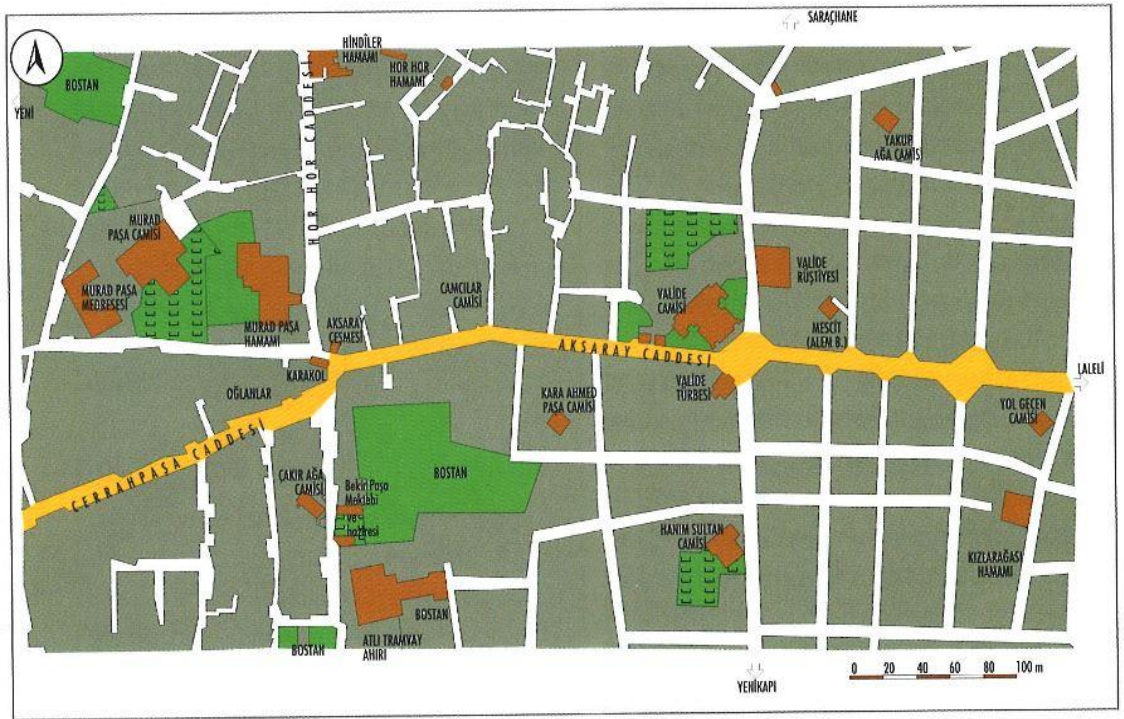 SARAÇHANE
HİNDİLER
HAMAMI
HOR HOR
HAMAMI
BOSTAN
YENİ
HOR HOR CADDESİ
YAKUP
AĞA CAMİS
MURAD
PAŞA CAMİSİ
MURAD PAŞA
MEDRESESİ
MURAD PAŞA
HAMAMI
AKSARAY
ÇEŞMESİ
KARAKOL
CAMCILAR
CAMİSİ
VALİDE
CAMİSİ
VALİDE
RÜŞTİYESİ
MESCİT
(ALEM B.)
AKSARAY CADDESİ
LALELİ
OĞLANLAR
KARA AHMED
PAŞA CAMİSİ
VALİDE
TÜRBESİ
YOL GEÇEN
CAMİSİ
CERRAHPAŞA CADDESİ
ÇAKIR AĞA
CAMİSİ
Bekir Paşa
Mektebi
ve
haziresi
BOSTAN
HANIM SULTAN
CAMİSİ
KIZLARAĞASI
HAMAMI
BOSTAN
ATLI TRAMVAY
AHIRI
BOSTAN
YENİKAPI
0 20 40 60 80 100 m